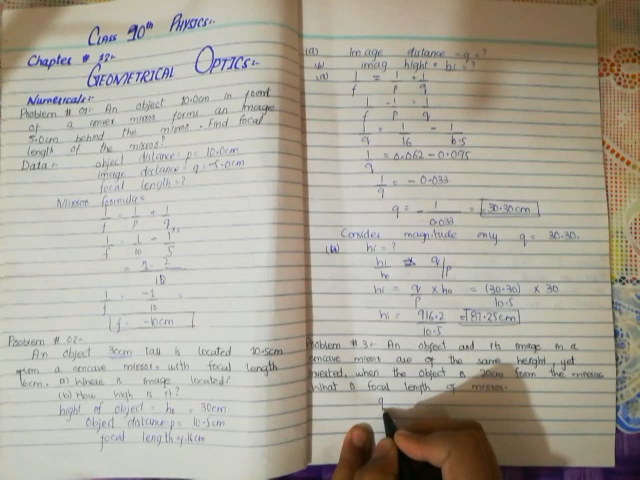 CLASS 10th PHYSICS:-
Chapter # 12:-
GEOMETRICAL OPTICS:-
Numericals:-
Problem # 01:- An object 10.0cm in front
of a convex mirror forms an image
5.0cm behind the mirror. Find focal
length of the mirror?
Data:- object distance = p = 10.0cm
image distance = q = -5.0cm
focal length = ?
Mirror formula =
1/f = 1/p + 1/q
1/f = 1/10 - 1/5
10
1/f = -1/10
f = -10cm
Problem # 02:-
An object 30cm tall is located 10.5cm
from a concave mirror with focal length
16cm. (a) Where is image located?
(b) How high is it?
hight of object = ho = 30cm
Object distance = p = 10.5cm
focal length = f = 16cm
(a) image distance = q = ?
(b) imag hight = hi = ?
(a) 1/f = 1/p + 1/q
1/f - 1/p = 1/q
1/q = 1/16 - 1/10.5
1/q = 0.062 - 0.095
1/q = - 0.033
q = - 1/0.033 = 30.30cm
Consider magnitude only q = 30.30.
(b) hi = ?
hi/ho = q/p
hi = q/p x ho = (30.30)/10.5 x 30
hi = 916.2/10.5 = 87.25cm
Problem # 3:- An object and its image in a
concave mirror are of the same height, yet
inverted, when the object is 20cm form the mirror.
What is focal length of mirror.
q